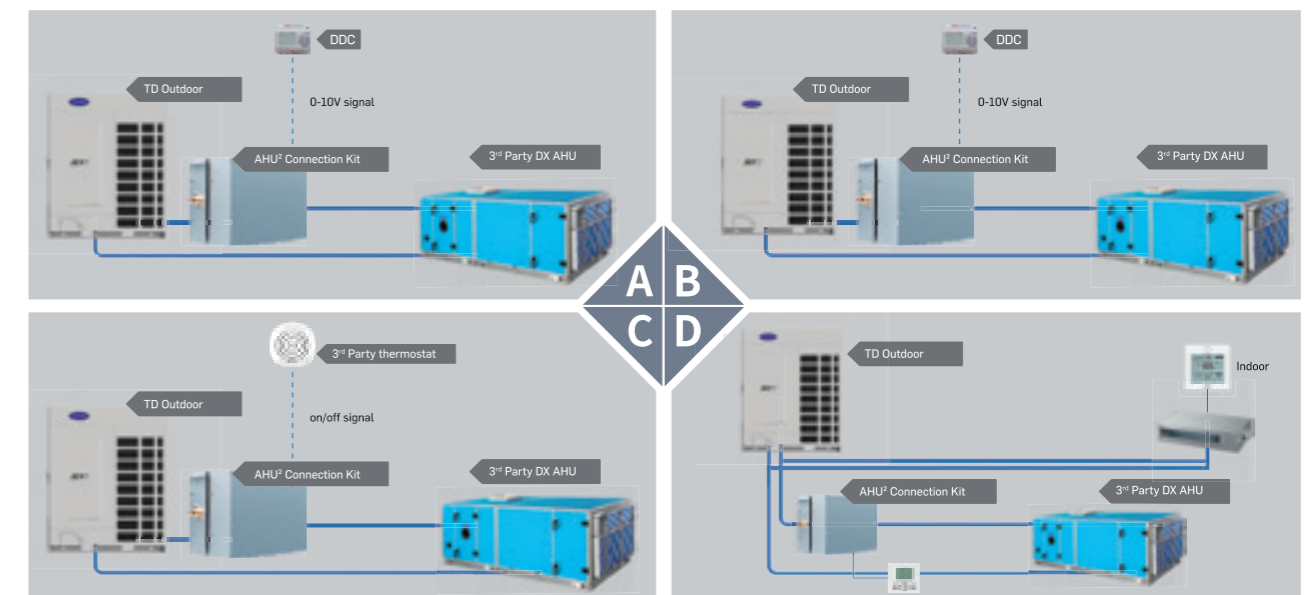 DDC
TD Outdoor
0-10V signal
AHU² Connection Kit
3rd Party DX AHU
DDC
TD Outdoor
0-10V signal
AHU² Connection Kit
3rd Party DX AHU
A B
C D
3rd Party thermostat
TD Outdoor
on/off signal
AHU² Connection Kit
3rd Party DX AHU
TD Outdoor
Indoor
AHU² Connection Kit
3rd Party DX AHU